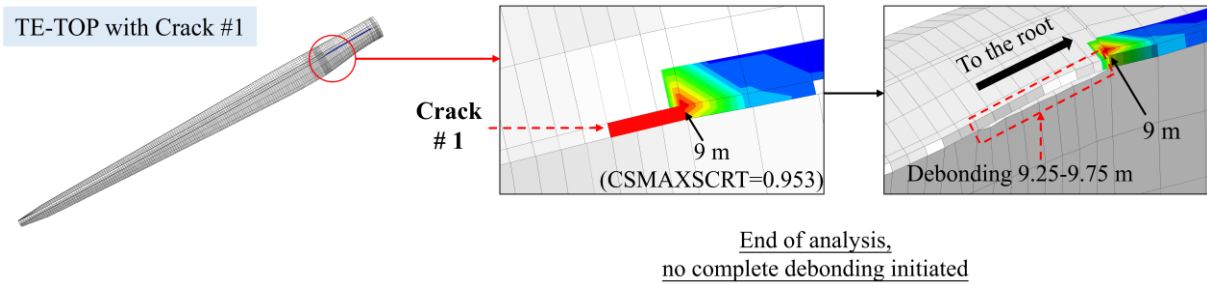 TE-TOP with Crack #1
Crack
# 1
9 m
(CSMAXSCRT=0.953)
To the root
9 m
Debonding 9.25-9.75 m
End of analysis,
no complete debonding initiated